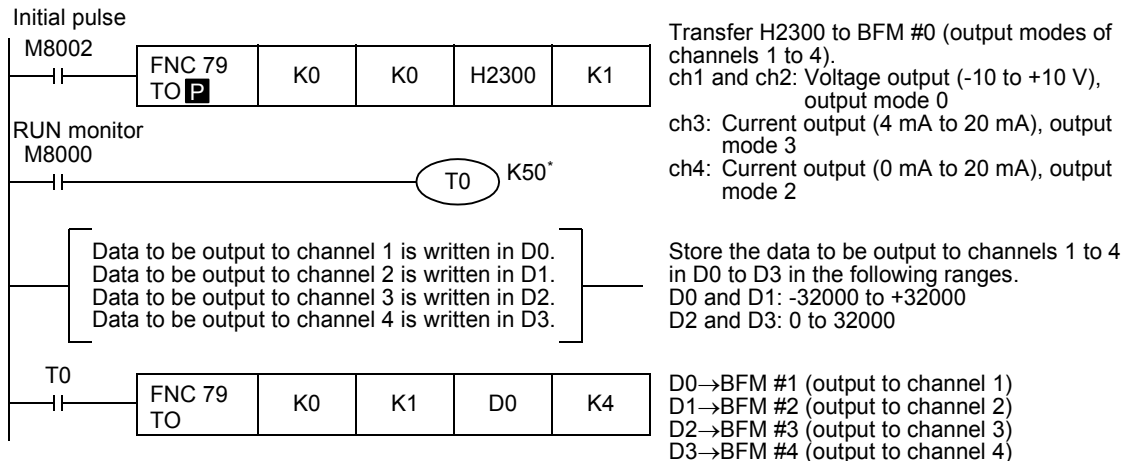 Initial pulse
M8002
FNC 79
TO P
K0
K0
H2300
K1
Transfer H2300 to BFM #0 (output modes of
channels 1 to 4).
ch1 and ch2: Voltage output (-10 to +10 V),
output mode 0
ch3: Current output (4 mA to 20 mA), output
mode 3
ch4: Current output (0 mA to 20 mA), output
mode 2
RUN monitor
M8000
T0
K50*
Data to be output to channel 1 is written in D0.
Data to be output to channel 2 is written in D1.
Data to be output to channel 3 is written in D2.
Data to be output to channel 4 is written in D3.
Store the data to be output to channels 1 to 4
in D0 to D3 in the following ranges.
D0 and D1: -32000 to +32000
D2 and D3: 0 to 32000
T0
FNC 79
TO
K0
K1
D0
K4
D0→BFM #1 (output to channel 1)
D1→BFM #2 (output to channel 2)
D2→BFM #3 (output to channel 3)
D3→BFM #4 (output to channel 4)